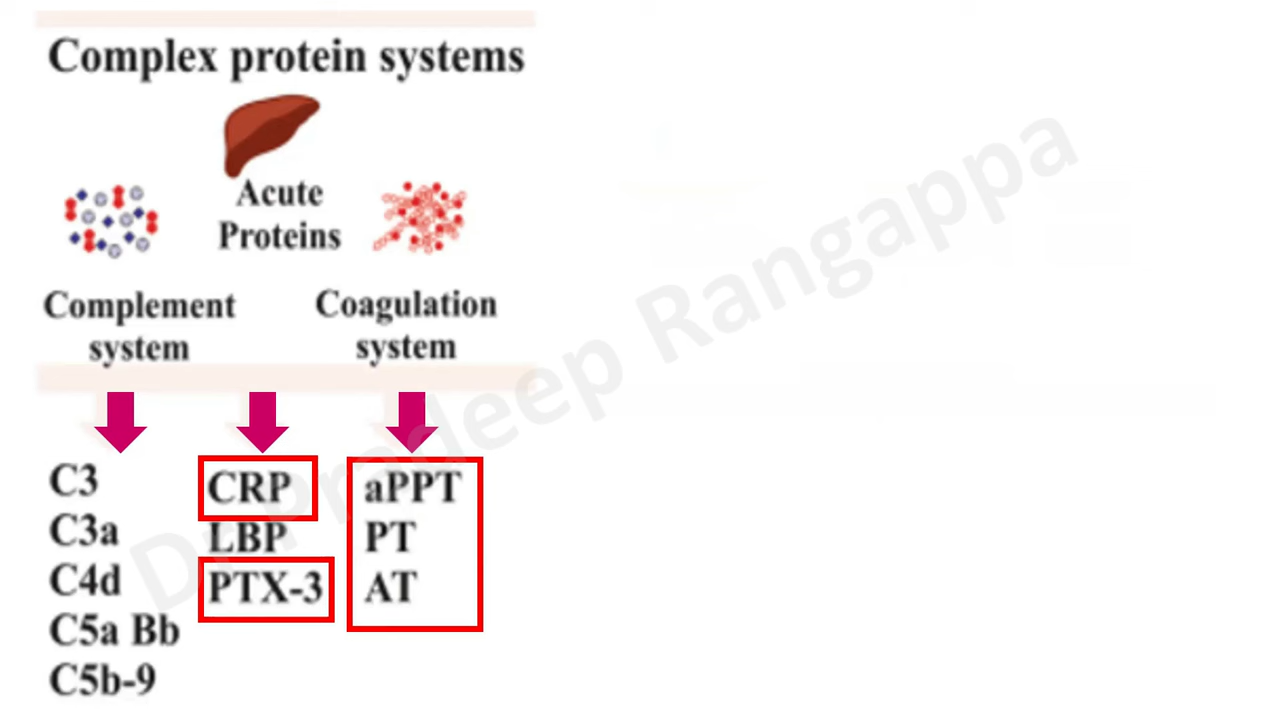 Complex protein systems
Acute
Proteins
Complement
system
Coagulation
system
C3
C3a
C4d
C5a Bb
C5b-9
CRP
LBP
PTX-3
aPPT
PT
AT
Dr Pradeep Rangappa